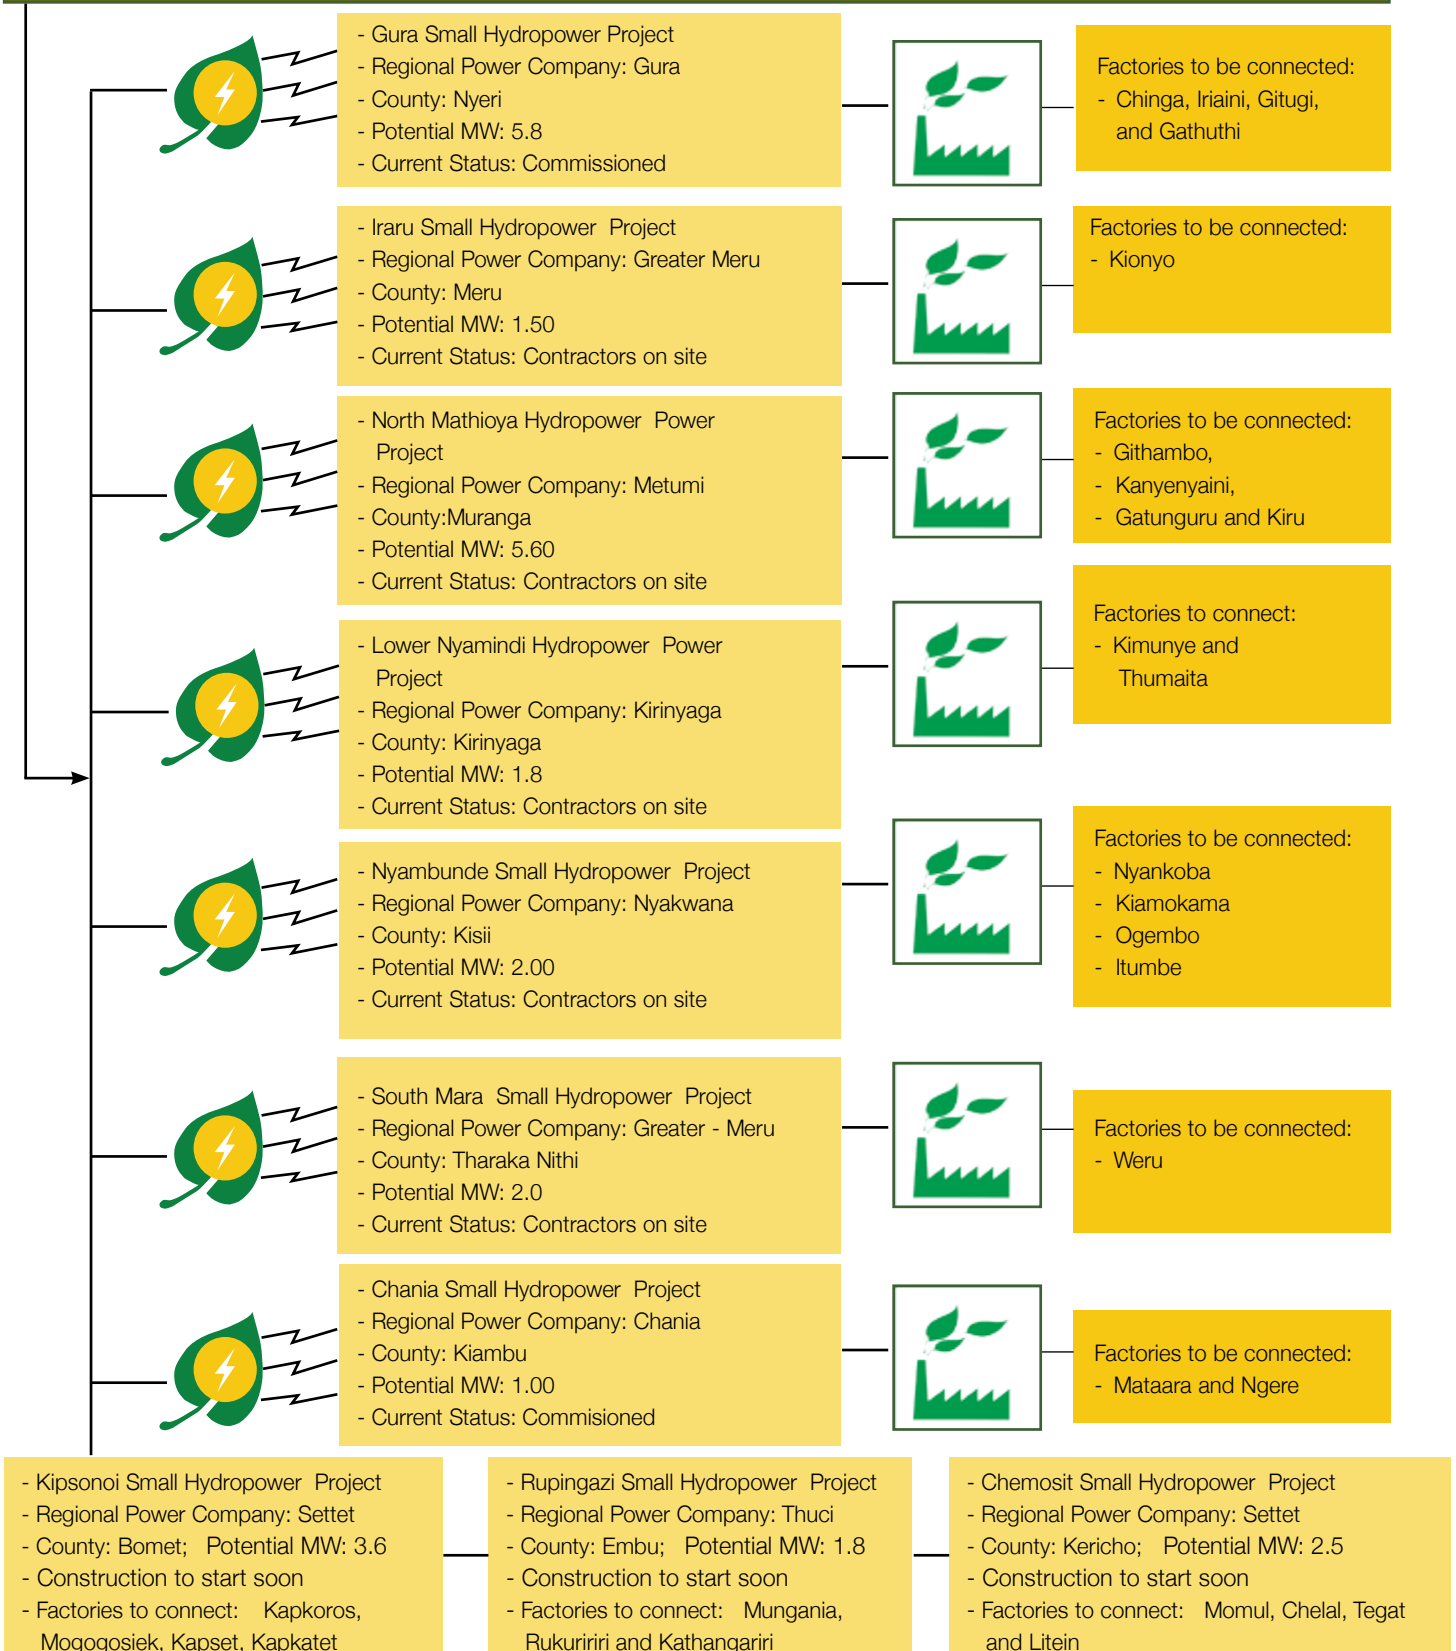 - Gura Small Hydropower Project
- Regional Power Company: Gura
- County: Nyeri
- Potential MW: 5.8
- Current Status: Commissioned
Factories to be connected:
- Chinga, Iriaini, Gitugi,
and Gathuthi
- Iraru Small Hydropower Project
- Regional Power Company: Greater Meru
- County: Meru
- Potential MW: 1.50
- Current Status: Contractors on site
Factories to be connected:
- Kionyo
- North Mathioya Hydropower Power
Project
- Regional Power Company: Metumi
- County:Muranga
- Potential MW: 5.60
- Current Status: Contractors on site
Factories to be connected:
- Githambo,
- Kanyenyaini,
- Gatunguru and Kiru
- Lower Nyamindi Hydropower Power
Project
- Regional Power Company: Kirinyaga
- County: Kirinyaga
- Potential MW: 1.8
- Current Status: Contractors on site
Factories to connect:
- Kimunye and
Thumaita
- Nyambunde Small Hydropower Project
- Regional Power Company: Nyakwana
- County: Kisii
- Potential MW: 2.00
- Current Status: Contractors on site
Factories to be connected:
- Nyankoba
- Kiamokama
- Ogembo
- Itumbe
- South Mara Small Hydropower Project
- Regional Power Company: Greater - Meru
- County: Tharaka Nithi
- Potential MW: 2.0
- Current Status: Contractors on site
Factories to be connected:
- Weru
- Chania Small Hydropower Project
- Regional Power Company: Chania
- County: Kiambu
- Potential MW: 1.00
- Current Status: Commisioned
Factories to be connected:
- Mataara and Ngere
- Kipsonoi Small Hydropower Project
- Regional Power Company: Settet
- County: Bomet; Potential MW: 3.6
- Construction to start soon
- Factories to connect: Kapkoros,
Mogogosiek, Kapset, Kapkatet
- Rupingazi Small Hydropower Project
- Regional Power Company: Thuci
- County: Embu; Potential MW: 1.8
- Construction to start soon
- Factories to connect: Mungania,
Rukuririri and Kathangariri
- Chemosit Small Hydropower Project
- Regional Power Company: Settet
- County: Kericho; Potential MW: 2.5
- Construction to start soon
- Factories to connect: Momul, Chelal, Tegat
and Litein